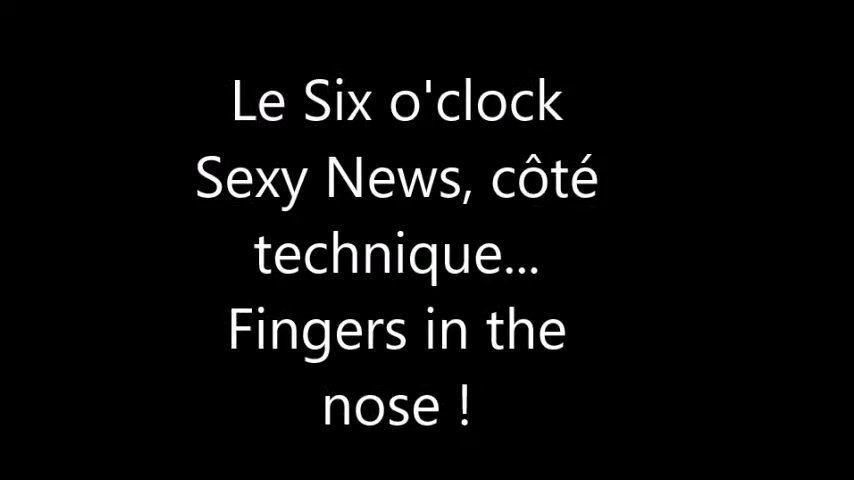 Le Six o'clock
Sexy News, côté
technique...
Fingers in the
nose !